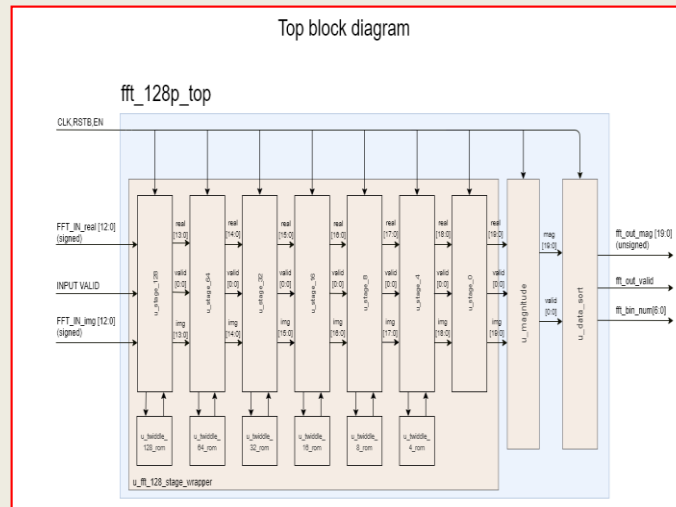 Top block diagram
fft_128p_top
CLK,RSTB,EN
FFT_IN_real [12:0]
(signed)
INPUT VALID
FFT_IN_img [12:0]
(signed)
u_stage_128
real
[13:0]
valid
[0:0]
img
[13:0]
u_stage_64
real
[14:0]
valid
[0:0]
img
[14:0]
u_stage_32
real
[15:0]
valid
[0:0]
img
[15:0]
u_stage_16
real
[16:0]
valid
[0:0]
img
[16:0]
u_stage_8
real
[17:0]
valid
[0:0]
img
[17:0]
u_stage_4
real
[18:0]
valid
[0:0]
img
[18:0]
u_stage_0
real
[19:0]
valid
[0:0]
img
[19:0]
u_magnitude
mag
[19:0]
valid
[0:0]
u_data_sort
fft_out_mag [19:0]
(unsigned)
fft_out_valid
fft_bin_num[6:0]
u_twiddle_
128_rom
u_twiddle_
64_rom
u_twiddle_
32_rom
u_twiddle_
16_rom
u_twiddle_
8_rom
u_twiddle_
4_rom
u_fft_128_stage_wrapper